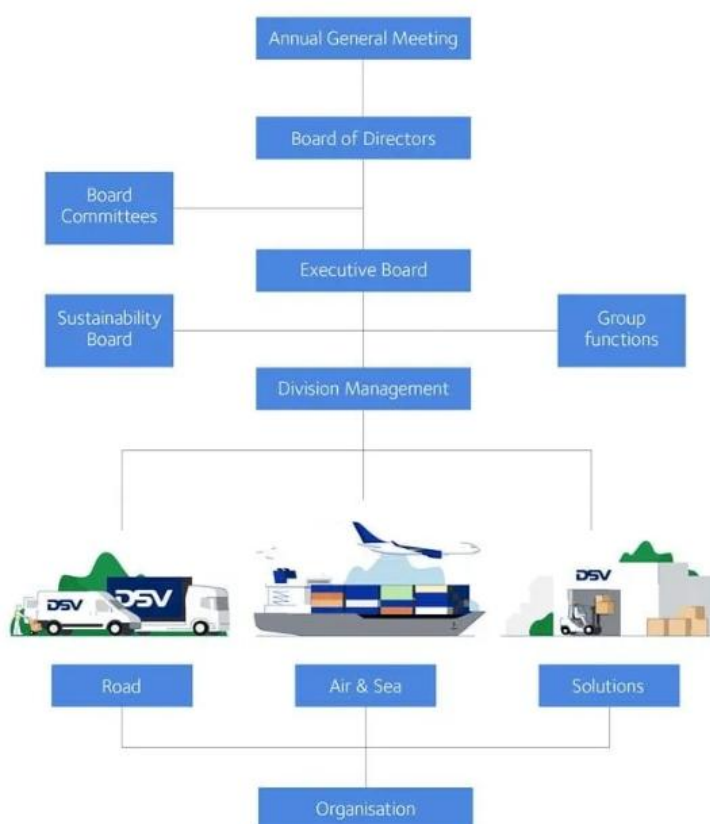 Annual General Meeting
Board of Directors
Board
Committees
Executive Board
Sustainability
Board
Group
functions
Division Management
DSV
DSV
DSV
Road
Air & Sea
Solutions
Organisation